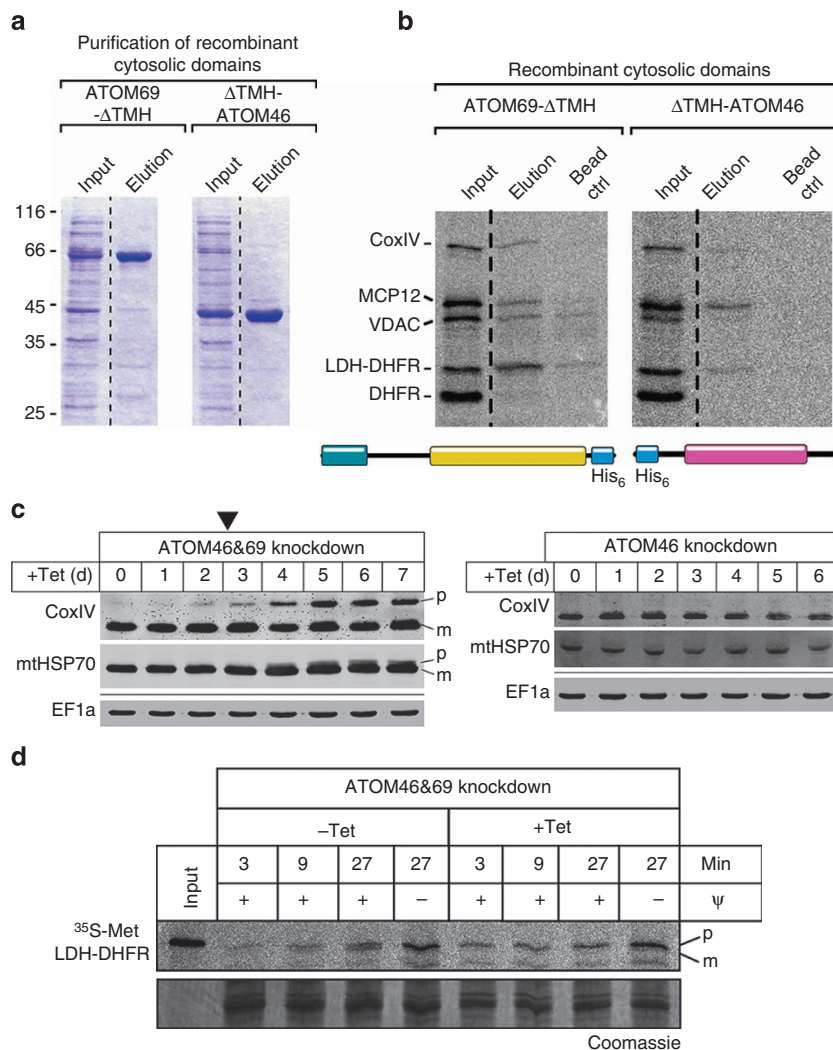 a
Purification of recombinant
cytosolic domains
ATOM69
-ΔTMH
ΔTMH-
ATOM46
Input
Elution
Input
Elution
116
66
45
35
25
b
Recombinant cytosolic domains
ATOM69-ΔTMH
ΔTMH-ATOM46
Input
Elution
Bead
ctrl
Input
Elution
Bead
ctrl
CoxIV
MCP12
VDAC
LDH-DHFR
DHFR
His6
His6
c
ATOM46&69 knockdown
+Tet (d) 0 1 2 3 4 5 6 7
CoxIV
p
m
mtHSP70
p
m
EF1a
ATOM46 knockdown
+Tet (d) 0 1 2 3 4 5 6
CoxIV
mtHSP70
EF1a
d
ATOM46&69 knockdown
–Tet +Tet
Input 3 9 27 27 3 9 27 27 Min
+ + + – + + + – ψ
35S-Met
LDH-DHFR
p
m
Coomassie